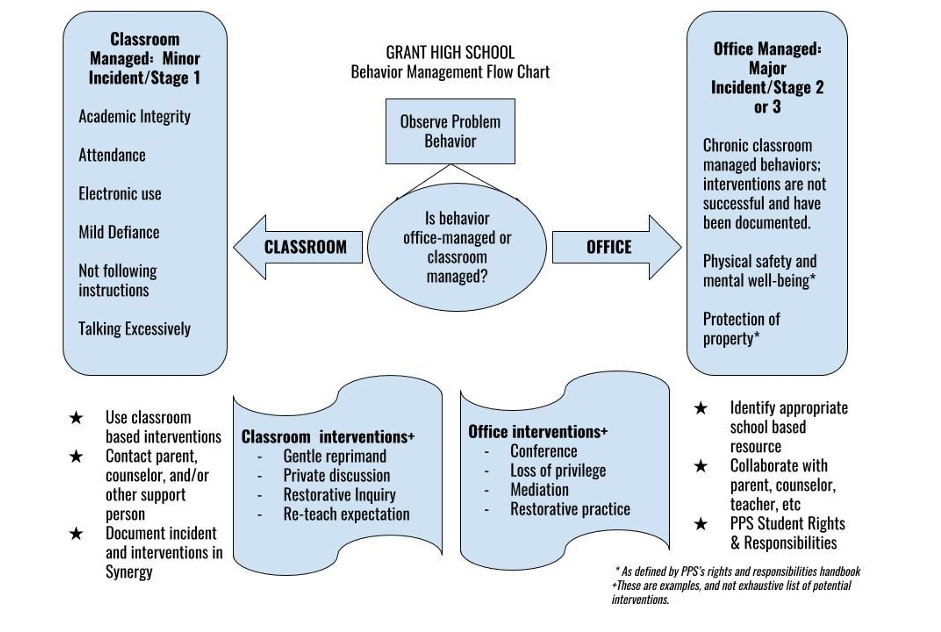 Classroom
Managed: Minor
Incident/Stage 1
Academic Integrity
Attendance
Electronic use
Mild Defiance
Not following
instructions
Talking Excessively
GRANT HIGH SCHOOL
Behavior Management Flow Chart
Observe Problem
Behavior
Is behavior
office-managed or
classroom
managed?
CLASSROOM
OFFICE
Office Managed:
Major
Incident/Stage 2
or 3
Chronic classroom
managed behaviors;
interventions are not
successful and have
been documented.
Physical safety and
mental well-being*
Protection of
property*
★ Use classroom
based interventions
★ Contact parent,
counselor, and/or
other support
person
★ Document incident
and interventions in
Synergy
Classroom interventions+
- Gentle reprimand
- Private discussion
- Restorative Inquiry
- Re-teach expectation
Office interventions+
- Conference
- Loss of privilege
- Mediation
- Restorative practice
★ Identify appropriate
school based
resource
★ Collaborate with
parent, counselor,
teacher, etc
★ PPS Student Rights
& Responsibilities
* As defined by PPS's rights and responsibilities handbook
+These are examples, and not exhaustive list of potential
interventions.